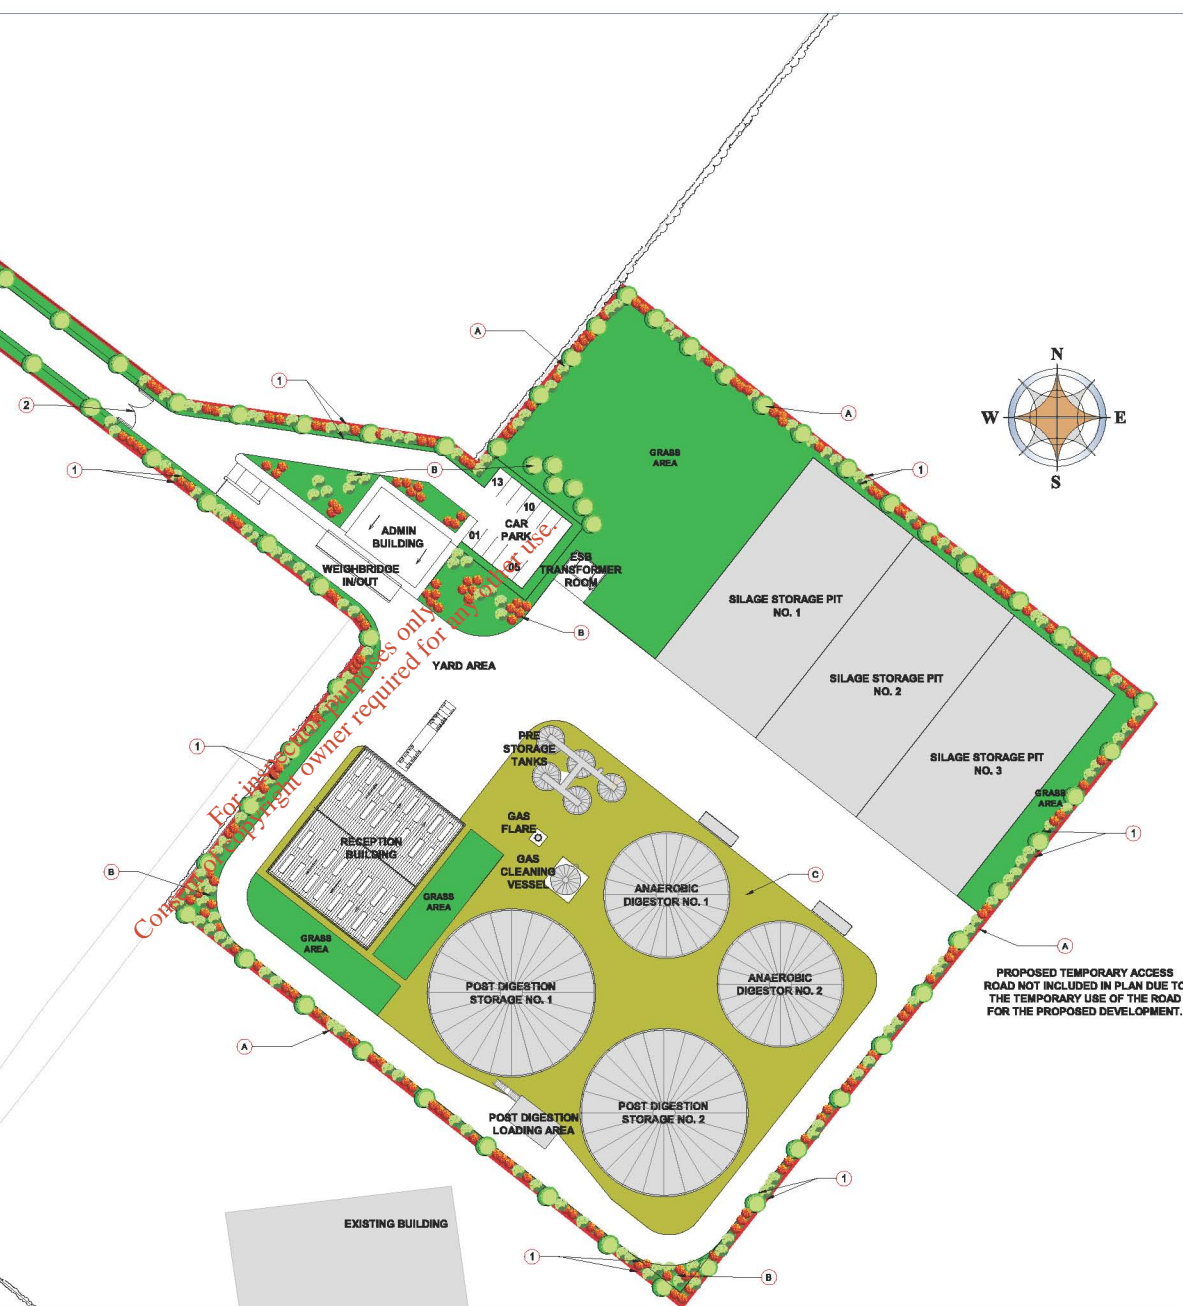 A
N
W
E
S
1
A
2
GRASS
AREA
1
B
1
13
10
01
CAR
PARK
05
ADMIN
BUILDING
ESB
TRANSFORMER
ROOM
WEIGHBRIDGE
IN/OUT
SILAGE STORAGE PIT
NO. 1
B
YARD AREA
SILAGE STORAGE PIT
NO. 2
For inspection purposes only.
Consent of copyright owner required for any other use.
1
PRE
STORAGE
TANKS
SILAGE STORAGE PIT
NO. 3
GRASS
AREA
GAS
FLARE
1
RECEPTION
BUILDING
GAS
CLEANING
VESSEL
B
C
ANAEROBIC
DIGESTOR NO. 1
GRASS
AREA
GRASS
AREA
A
PROPOSED TEMPORARY ACCESS
ROAD NOT INCLUDED IN PLAN DUE TO
THE TEMPORARY USE OF THE ROAD
FOR THE PROPOSED DEVELOPMENT.
ANAEROBIC
DIGESTOR NO. 2
POST DIGESTION
STORAGE NO. 1
A
POST DIGESTION
STORAGE NO. 2
POST DIGESTION
LOADING AREA
1
EXISTING BUILDING
1
B